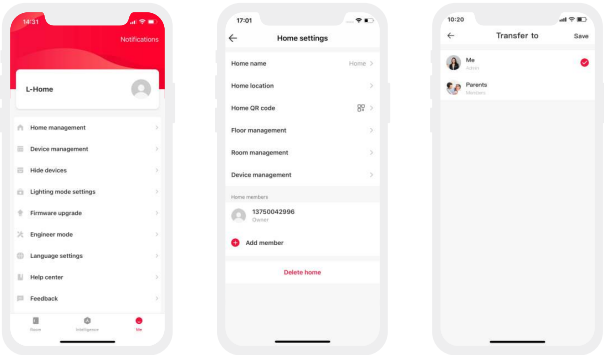 14:31
Notifications
L-Home
Home management
Device management
Hide devices
Lighting mode settings
Firmware upgrade
Engineer mode
Language settings
Help center
Feedback
Room
Intelligence
Me
17:01
Home settings
Home name
Home
Home location
Home QR code
Floor management
Room management
Device management
Home members
13750042996
Owner
Add member
Delete home
10:20
Transfer to
Save
Me
Admin
Parents
Members